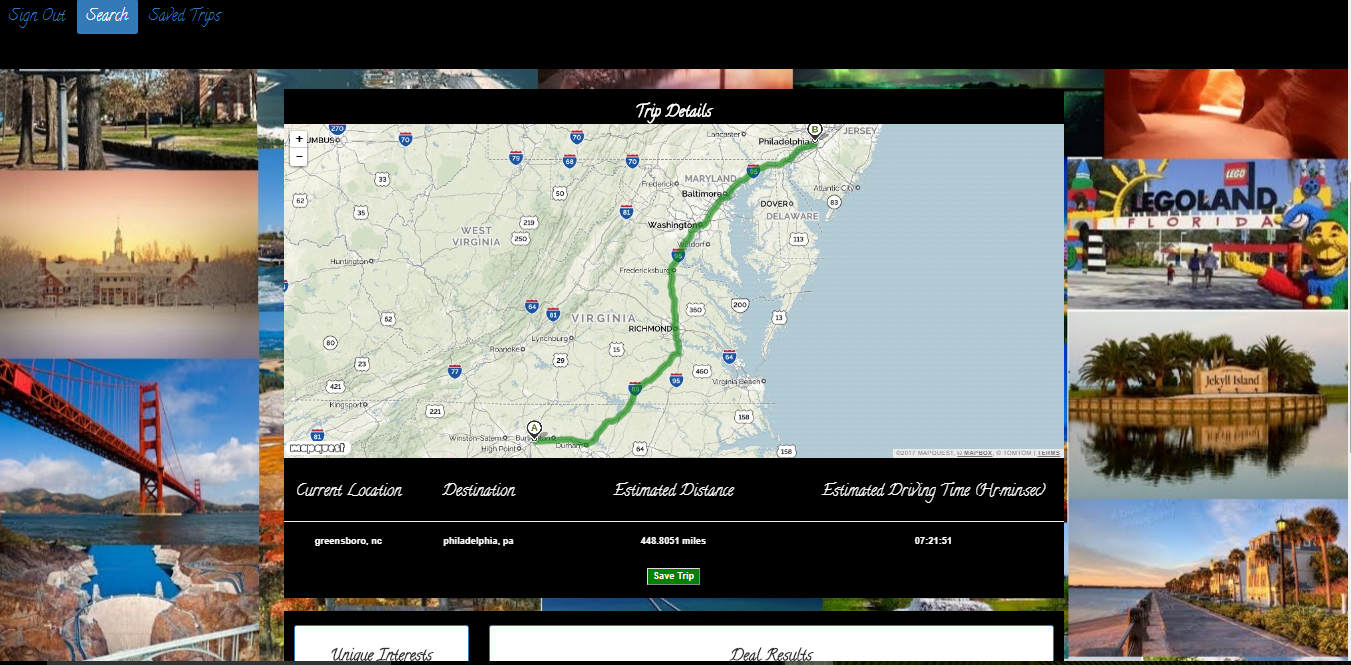 Sign Out Search Saved Trips
Trip Details
+
−
270
UMBUS
70
79
68
70
70
Lancaster
Philadelphia
B
JERSEY
95
33
62
35
50
81
Frederick
MARYLAND
Baltimore
DOVER
DELAWARE
Atlantic City
83
WEST
VIRGINIA
219
250
Washington
Waldorf
113
Huntington
95
Fredericksburg
64
81
52
VIRGINIA
RICHMOND
360
200
13
80
23
Lynchburg
Roanoke
29
15
64
77
421
460
95
Virginia Beach
85
Kingsport
221
158
81
A
Winston-Salem
High Point
Durham
64
158
mapquest
©2017 MAPQUEST, © MAPBOX, © TOMTOM | TERMS
LEGO
LEGOLAND
FLORIDA
Jekyll Island
Current Location Destination Estimated Distance Estimated Driving Time (Hr:min:sec)
greensboro, nc philadelphia, pa 448.8051 miles 07:21:51
Save Trip
Unique Interests Deal Results